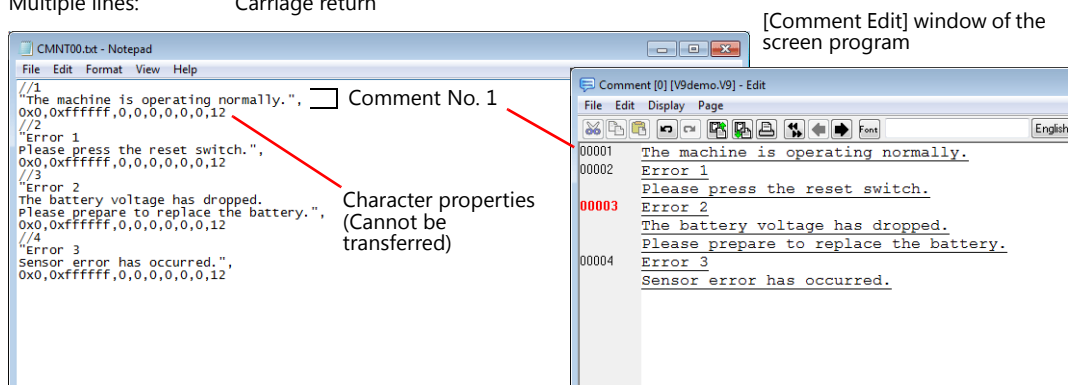 Multiple lines: Carriage return
[Comment Edit] window of the
screen program
CMNT00.txt - Notepad
File Edit Format View Help
//1
"The machine is operating normally.",
0x0,0xffffff,0,0,0,0,0,0,12
//2
"Error 1
Please press the reset switch.",
0x0,0xffffff,0,0,0,0,0,0,12
//3
"Error 2
The battery voltage has dropped.
Please prepare to replace the battery.",
0x0,0xffffff,0,0,0,0,0,0,12
//4
"Error 3
Sensor error has occurred.",
0x0,0xffffff,0,0,0,0,0,0,12
Comment No. 1
Character properties
(Cannot be
transferred)
Comment [0] [V9demo.V9] - Edit
File Edit Display Page
Font
English
00001 The machine is operating normally.
00002 Error 1
Please press the reset switch.
00003 Error 2
The battery voltage has dropped.
Please prepare to replace the battery.
00004 Error 3
Sensor error has occurred.